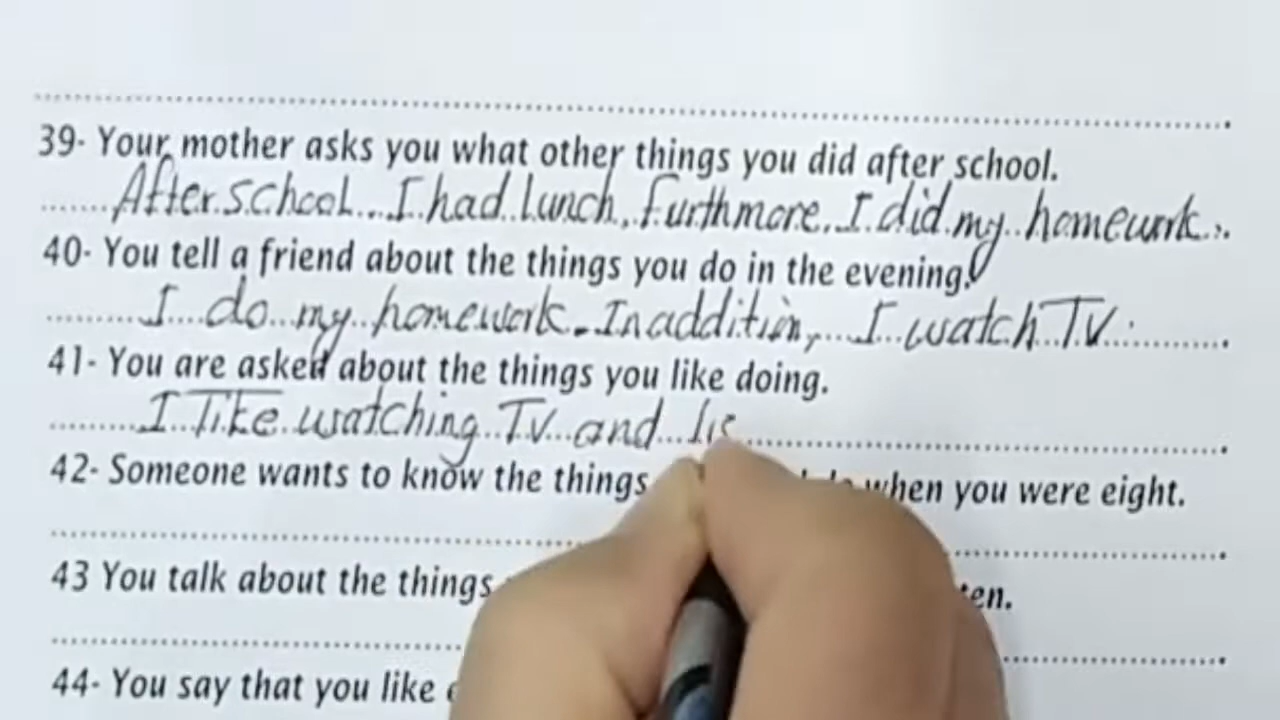 39- Your mother asks you what other things you did after school.
After school. I had lunch, furthmore, I did my homework.
40- You tell a friend about the things you do in the evening.
I do my homework. In addition, I watch TV.
41- You are asked about the things you like doing.
I like watching TV and lis
42- Someone wants to know the things when you were eight.
43 You talk about the things
44- You say that you like